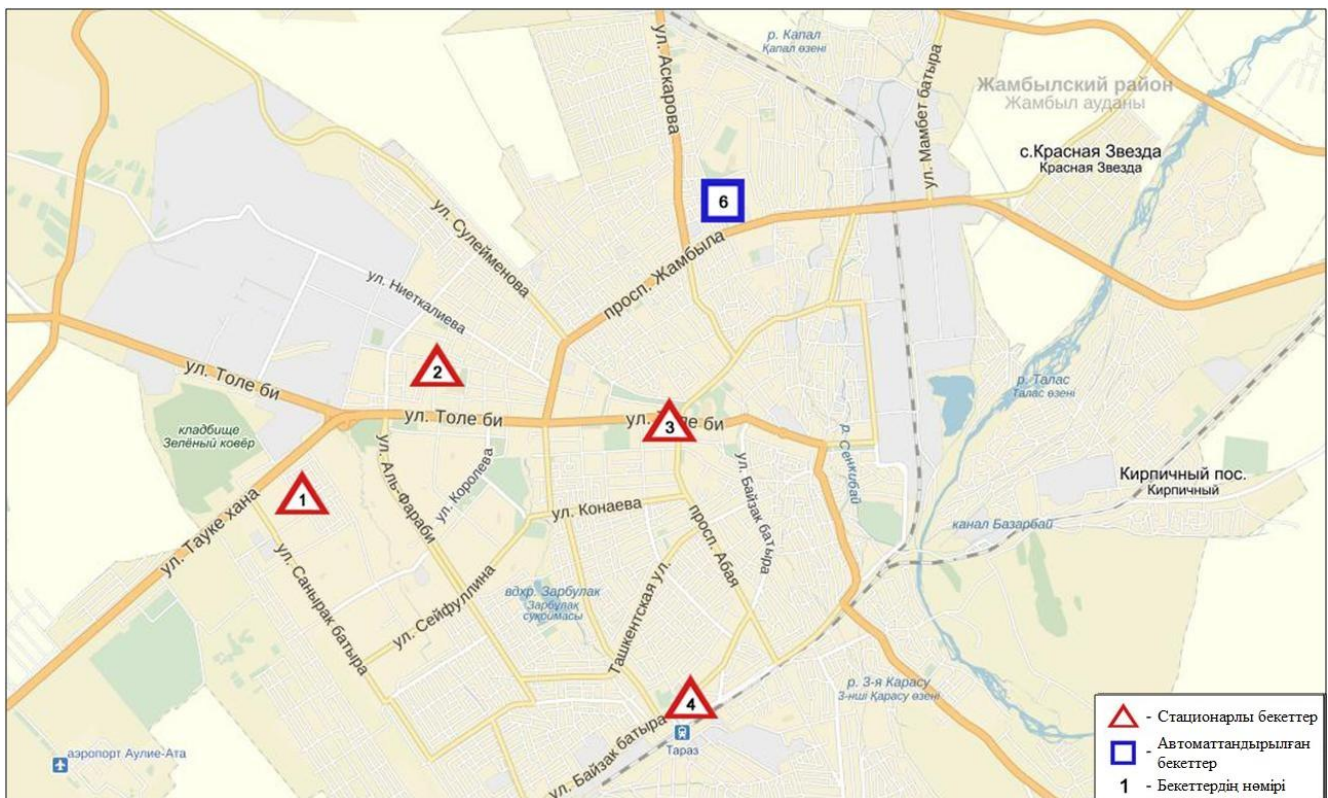 р. Капал
Қапал өзені
ул. Аскарова
ул. Мамбет батыра
Жамбылский район
Жамбыл ауданы
с.Красная Звезда
Красная Звезда
6
ул. Сулейменова
просп. Жамбыла
ул. Ниеткалиева
ул. Толе би
2
ул. Толе би
ул. Толе би
3
р. Талас
Талас өзені
кладбище
Зелёный ковёр
ул. Аль-Фараби
ул. Королева
р. Сенкибай
ул. Байзак батыра
Кирпичный пос.
Кирпичный
1
ул. Тауке хана
ул. Конаева
просп. Абая
канал Базарбай
ул. Санырак батыра
ул. Сейфуллина
вдхр. Зарбулак
Зарбұлақ
суқримасы
Ташкентская ул.
р. 3-я Карасу
3-нші Қарасу өзені
4
ул. Байзак батыра
Тараз
аэропорт Аулие-Ата
- Стационарлы бекеттер
- Автоматтандырылған
бекеттер
1 - Бекеттердің нөмірі